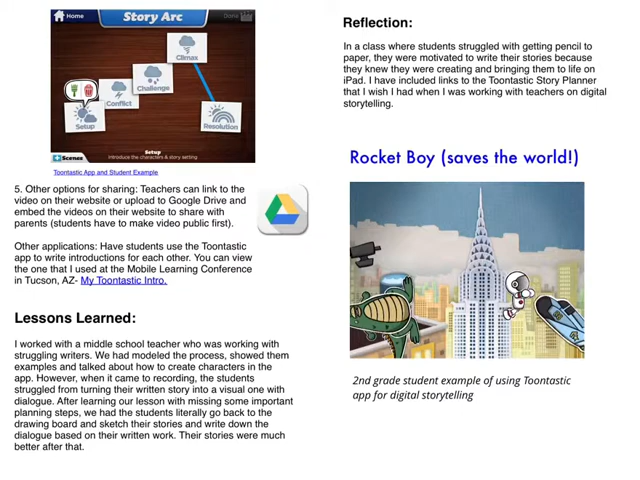 Home
Story Arc
Done
Climax
Challenge
Conflict
Setup
Resolution
Setup
Scenes
Introduce the characters & story setting.
Toontastic App and Student Example
5. Other options for sharing: Teachers can link to the
video on their website or upload to Google Drive and
embed the videos on their website to share with
parents (students have to make video public first).
Other applications: Have students use the Toontastic
app to write introductions for each other. You can view
the one that I used at the Mobile Learning Conference
in Tucson, AZ- My Toontastic Intro.
Lessons Learned:
I worked with a middle school teacher who was working with
struggling writers. We had modeled the process, showed them
examples and talked about how to create characters in the
app. However, when it came to recording, the students
struggled from turning their written story into a visual one with
dialogue. After learning our lesson with missing some important
planning steps, we had the students literally go back to the
drawing board and sketch their stories and write down the
dialogue based on their written work. Their stories were much
better after that.
Reflection:
In a class where students struggled with getting pencil to
paper, they were motivated to write their stories because
they knew they were creating and bringing them to life on
iPad. I have included links to the Toontastic Story Planner
that I wish I had when I was working with teachers on digital
storytelling.
Rocket Boy (saves the world!)
2nd grade student example of using Toontastic
app for digital storytelling